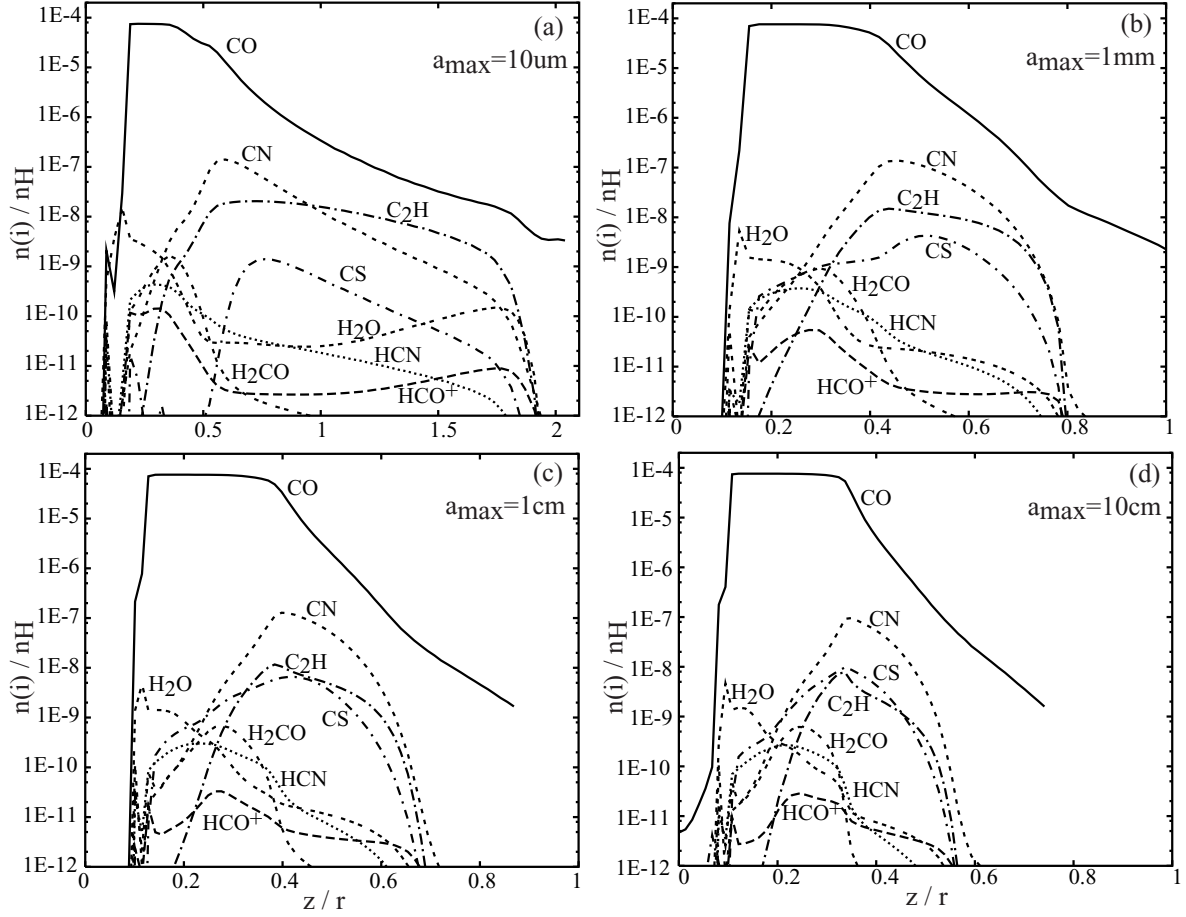 (a)
a_max=10um
1E-4
1E-5
1E-6
1E-7
1E-8
1E-9
1E-10
1E-11
1E-12
n(i) / n_H
CO
CN
C2H
CS
H2O
HCN
H2CO
HCO+
0
0.5
1
1.5
2
(b)
a_max=1mm
1E-4
1E-5
1E-6
1E-7
1E-8
1E-9
1E-10
1E-11
1E-12
n(i) / n_H
CO
CN
C2H
H2O
CS
H2CO
HCN
HCO+
0
0.2
0.4
0.6
0.8
1
(c)
a_max=1cm
1E-4
1E-5
1E-6
1E-7
1E-8
1E-9
1E-10
1E-11
1E-12
n(i) / n_H
CO
CN
C2H
H2O
CS
H2CO
HCN
HCO+
0
0.2
0.4
0.6
0.8
1
z / r
(d)
a_max=10cm
1E-4
1E-5
1E-6
1E-7
1E-8
1E-9
1E-10
1E-11
1E-12
n(i) / n_H
CO
CN
CS
H2O
C2H
H2CO
HCN
HCO+
0
0.2
0.4
0.6
0.8
1
z / r